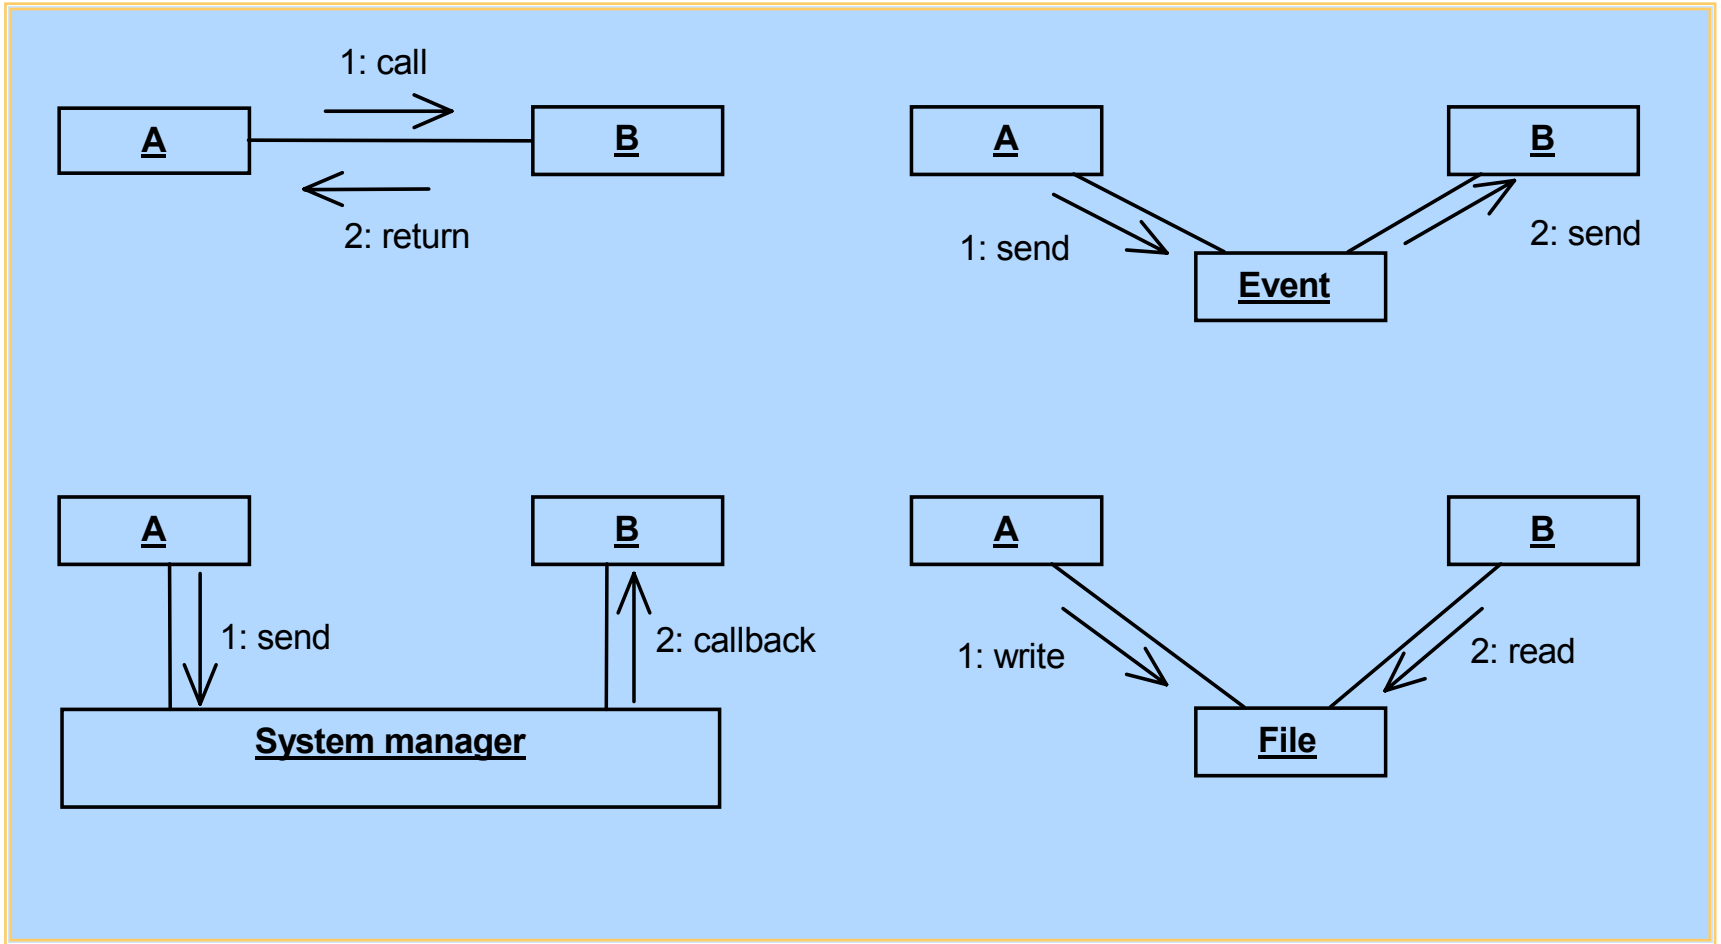 1: call
A
B
2: return
A
B
1: send
2: send
Event
A
B
1: send
2: callback
System manager
A
B
1: write
2: read
File